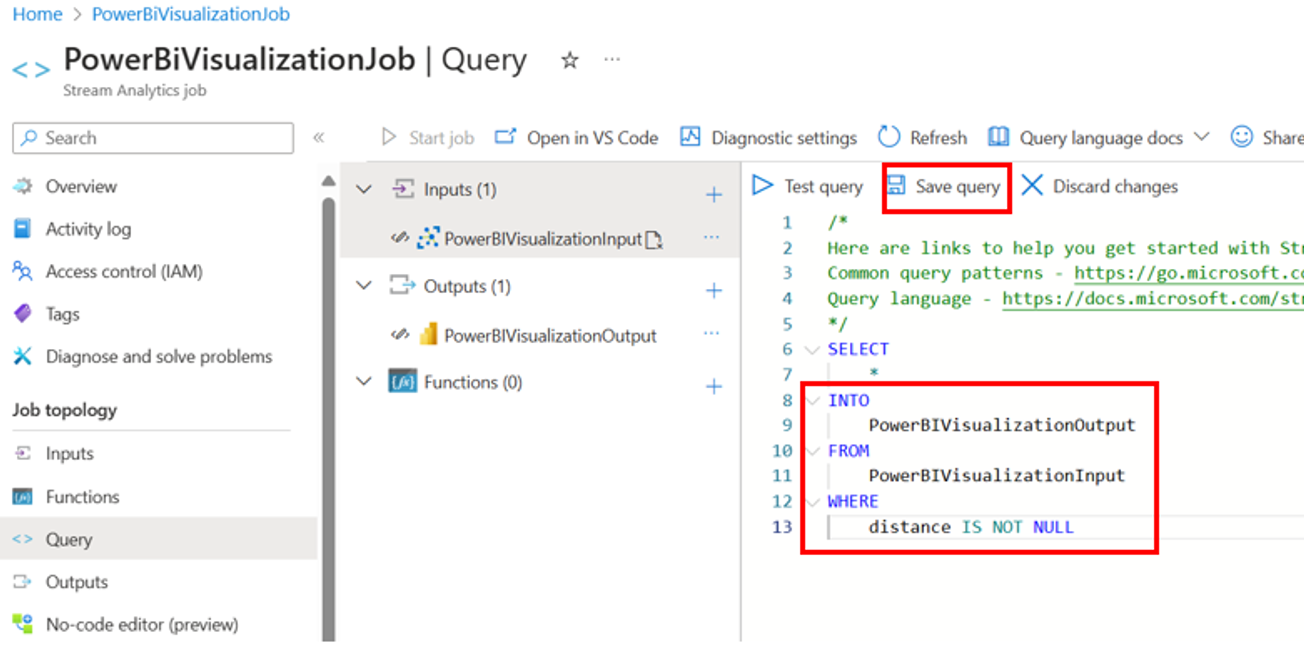 Home > PowerBiVisualizationJob
PowerBiVisualizationJob | Query
Stream Analytics job
Search
Start job
Open in VS Code
Diagnostic settings
Refresh
Query language docs
Share
Overview
Activity log
Access control (IAM)
Tags
Diagnose and solve problems
Job topology
Inputs
Functions
Query
Outputs
No-code editor (preview)
Inputs (1)
PowerBIVisualizationInput
Outputs (1)
PowerBIVisualizationOutput
Functions (0)
Test query
Save query
Discard changes
1 /*
2 Here are links to help you get started with Str
3 Common query patterns - https://go.microsoft.co
4 Query language - https://docs.microsoft.com/str
5 */
6 SELECT
7 *
8 INTO
9 PowerBIVisualizationOutput
10 FROM
11 PowerBIVisualizationInput
12 WHERE
13 distance IS NOT NULL